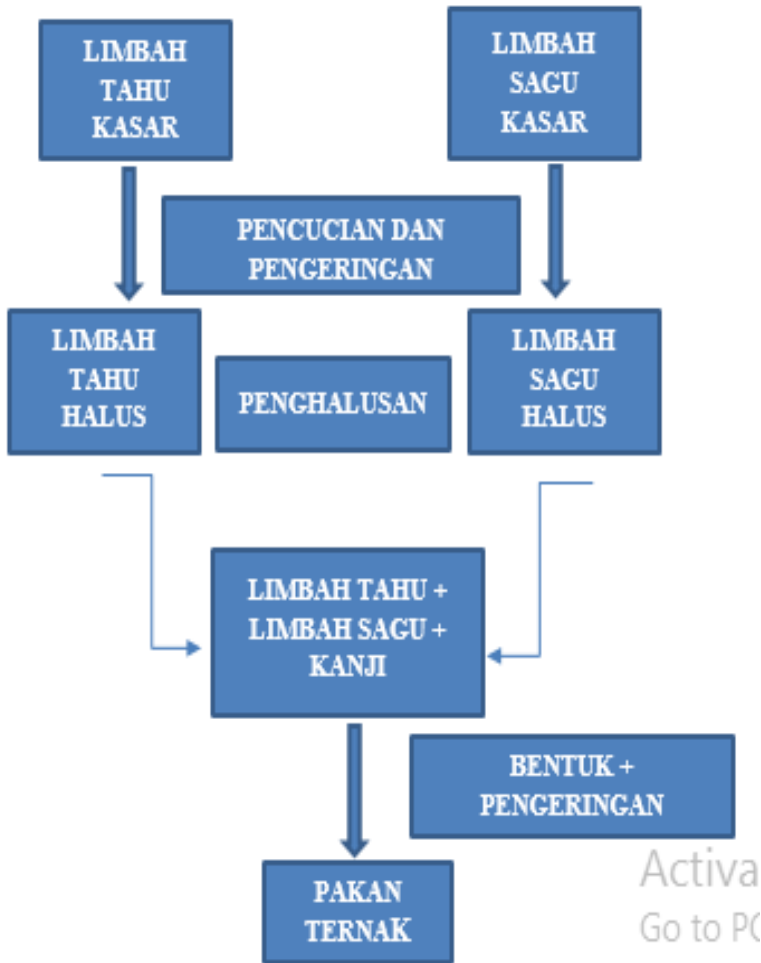 LIMBAH
TAHU
KASAR
LIMBAH
SAGU
KASAR
PENCUCIAN DAN
PENGERINGAN
LIMBAH
TAHU
HALUS
PENGHALUSAN
LIMBAH
SAGU
HALUS
LIMBAH TAHU +
LIMBAH SAGU +
KANJI
BENTUK +
PENGERINGAN
PAKAN
TERNAK
Activa
Go to PC